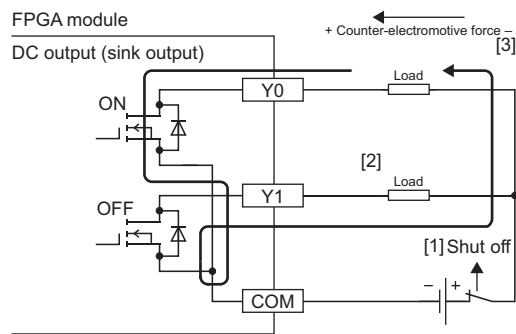 FPGA module
+ Counter-electromotive force –
[3]
DC output (sink output)
Load
Y0
ON
[2]
Load
Y1
OFF
[1] Shut off
– +
COM